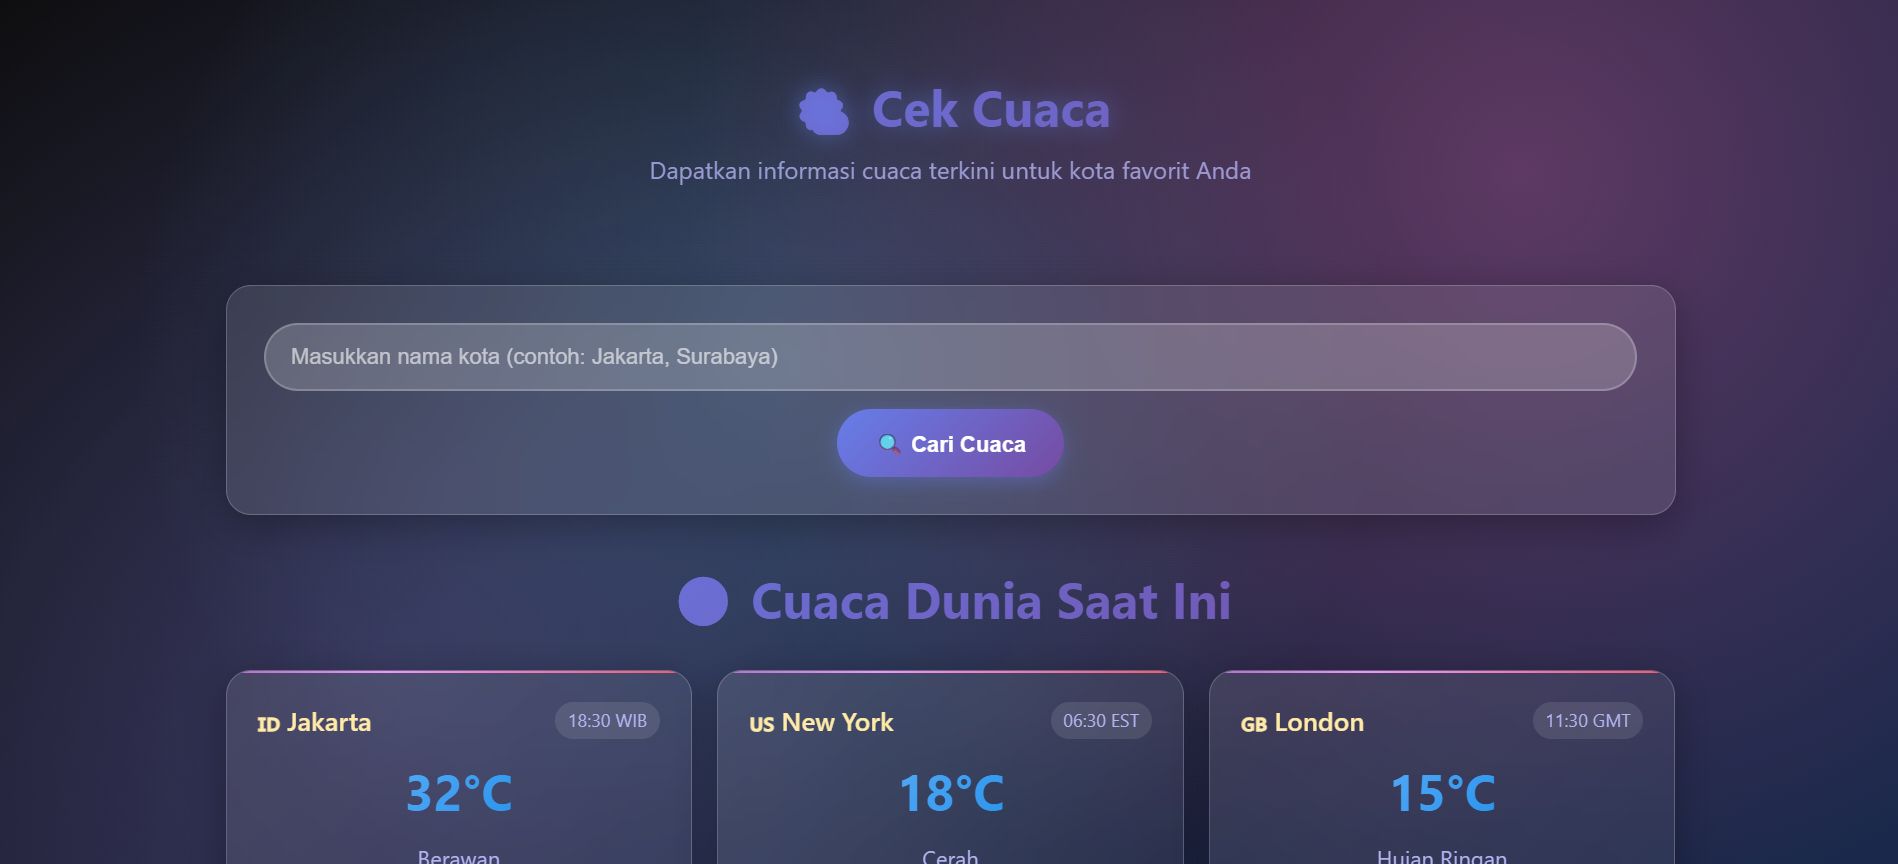 Cek Cuaca
Dapatkan informasi cuaca terkini untuk kota favorit Anda
Masukkan nama kota (contoh: Jakarta, Surabaya)
Cari Cuaca
Cuaca Dunia Saat Ini
ID Jakarta
18:30 WIB
32°C
Berawan
US New York
06:30 EST
18°C
Cerah
GB London
11:30 GMT
15°C
Hujan Ringan